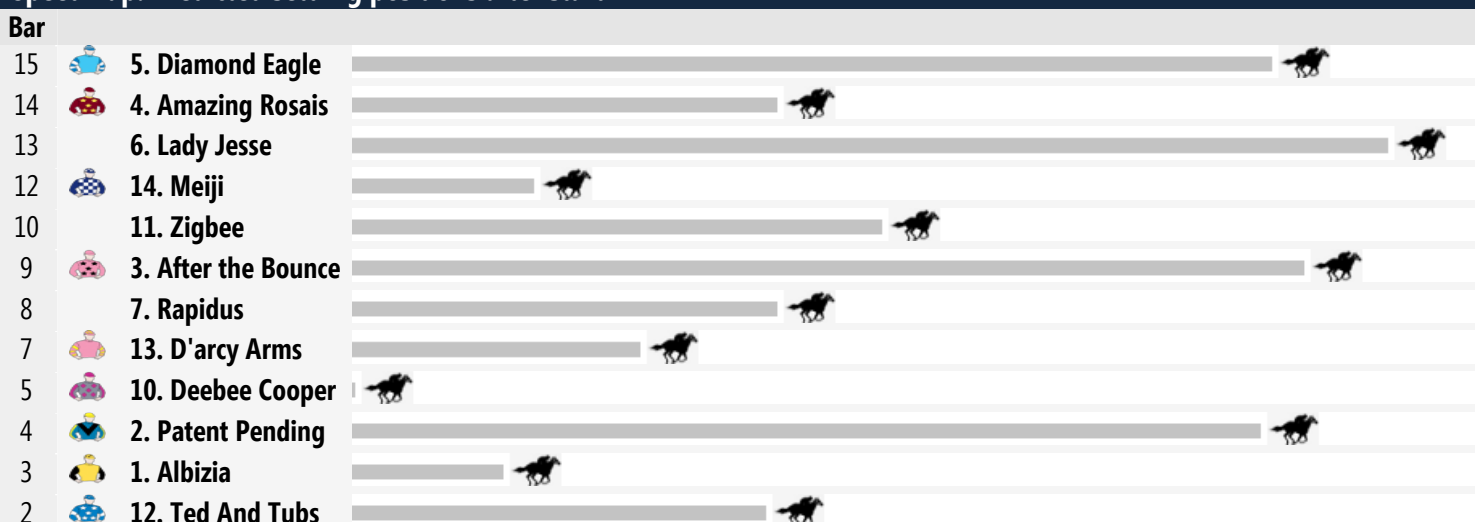 Bar
15 5. Diamond Eagle
14 4. Amazing Rosais
13 6. Lady Jesse
12 14. Meiji
10 11. Zigbee
9 3. After the Bounce
8 7. Rapidus
7 13. D'arcy Arms
5 10. Deebee Cooper
4 2. Patent Pending
3 1. Albizia
2 12. Ted And Tubs